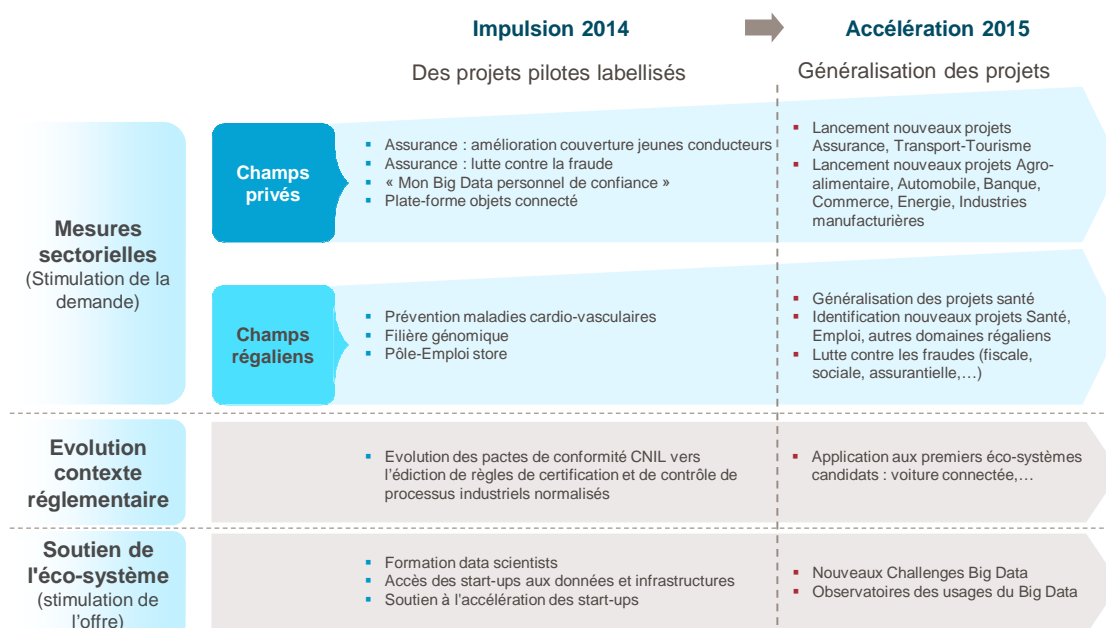 Impulsion 2014
Accélération 2015
Des projets pilotes labellisés
Généralisation des projets
Mesures
sectorielles
(Stimulation de la
demande)
Champs
privés
▪ Assurance : amélioration couverture jeunes conducteurs
▪ Assurance : lutte contre la fraude
▪ « Mon Big Data personnel de confiance »
▪ Plate-forme objets connecté
▪ Lancement nouveaux projets
Assurance, Transport-Tourisme
▪ Lancement nouveaux projets Agro-
alimentaire, Automobile, Banque,
Commerce, Energie, Industries
manufacturières
Champs
régaliens
▪ Prévention maladies cardio-vasculaires
▪ Filière génomique
▪ Pôle-Emploi store
▪ Généralisation des projets santé
▪ Identification nouveaux projets Santé,
Emploi, autres domaines régaliens
▪ Lutte contre les fraudes (fiscale,
sociale, assurantielle,…)
Evolution
contexte
réglementaire
▪ Evolution des pactes de conformité CNIL vers
l’édiction de règles de certification et de contrôle de
processus industriels normalisés
▪ Application aux premiers éco-systèmes
candidats : voiture connectée,…
Soutien de
l'éco-système
(stimulation de
l’offre)
▪ Formation data scientists
▪ Accès des start-ups aux données et infrastructures
▪ Soutien à l’accélération des start-ups
▪ Nouveaux Challenges Big Data
▪ Observatoires des usages du Big Data